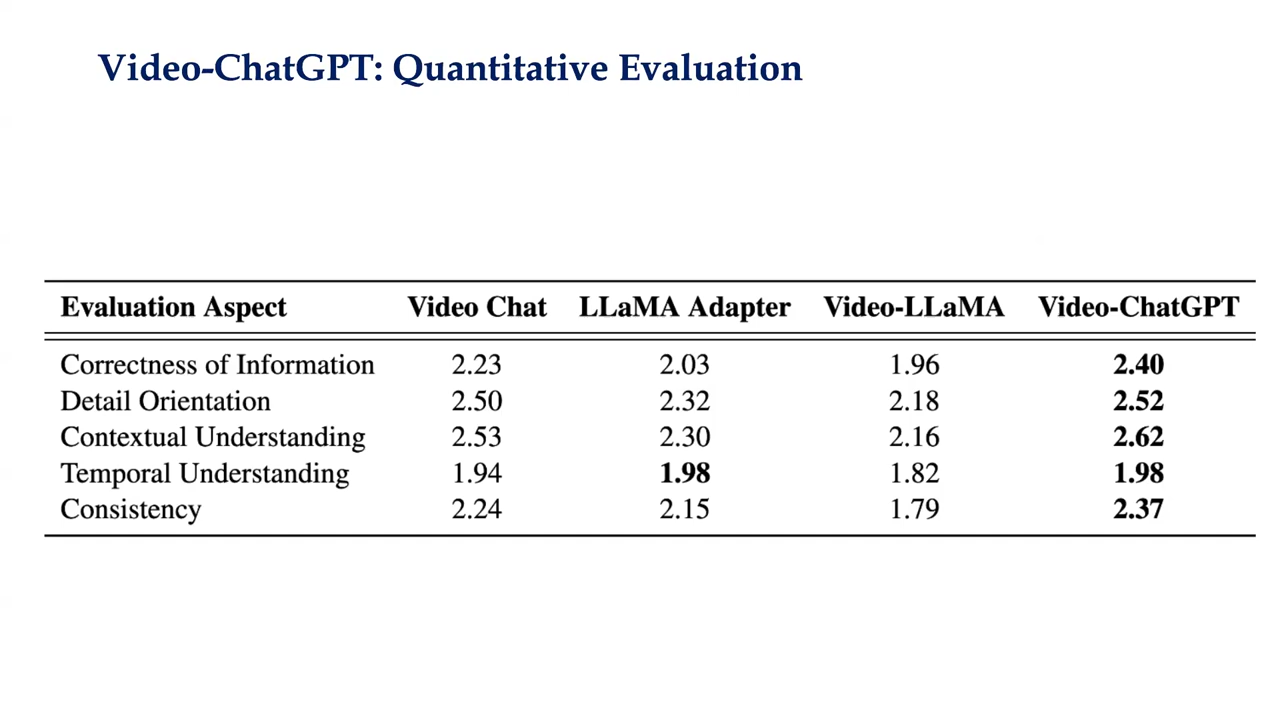 Video-ChatGPT: Quantitative Evaluation
Evaluation Aspect Video Chat LLaMA Adapter Video-LLaMA Video-ChatGPT
Correctness of Information 2.23 2.03 1.96 2.40
Detail Orientation 2.50 2.32 2.18 2.52
Contextual Understanding 2.53 2.30 2.16 2.62
Temporal Understanding 1.94 1.98 1.82 1.98
Consistency 2.24 2.15 1.79 2.37